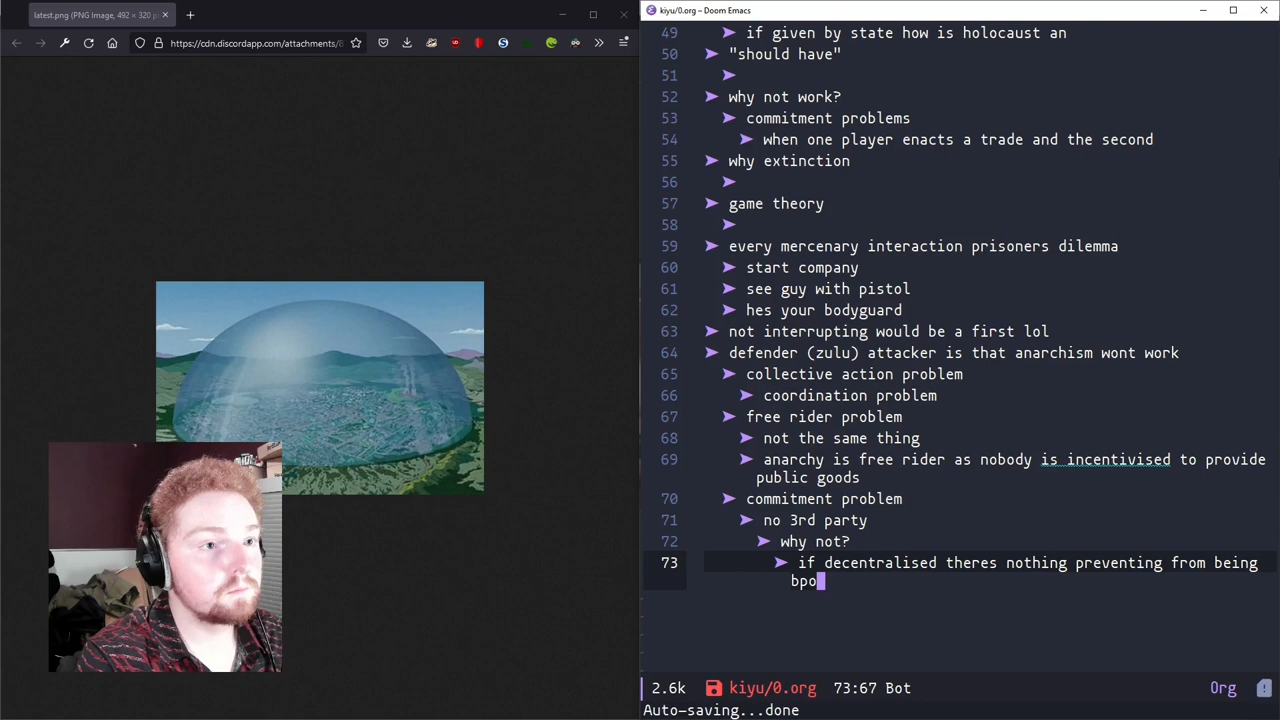 latest.png (PNG Image, 492 × 320 p
kiyu/0.org – Doom Emacs
https://cdn.discordapp.com/attachments/8
49 if given by state how is holocaust an
50 "should have"
51
52 why not work?
53 commitment problems
54 when one player enacts a trade and the second
55 why extinction
56
57 game theory
58
59 every mercenary interaction prisoners dilemma
60 start company
61 see guy with pistol
62 hes your bodyguard
63 not interrupting would be a first lol
64 defender (zulu) attacker is that anarchism wont work
65 collective action problem
66 coordination problem
67 free rider problem
68 not the same thing
69 anarchy is free rider as nobody is incentivised to provide
public goods
70 commitment problem
71 no 3rd party
72 why not?
73 if decentralised theres nothing preventing from being
bpo
2.6k kiyu/0.org 73:67 Bot Org
Auto-saving...done